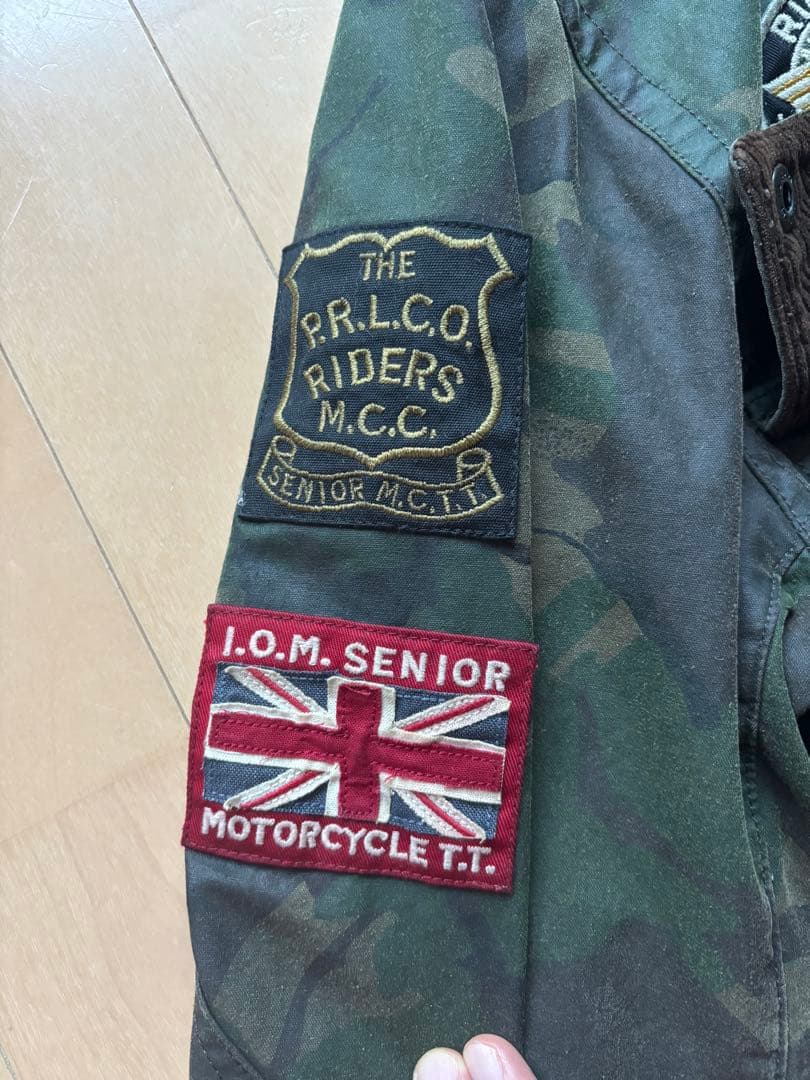 THE
P.R.L.C.O.
RIDERS
M.C.C.
SENIOR M.C.T.T.
I.O.M. SENIOR
MOTORCYCLE T.T.